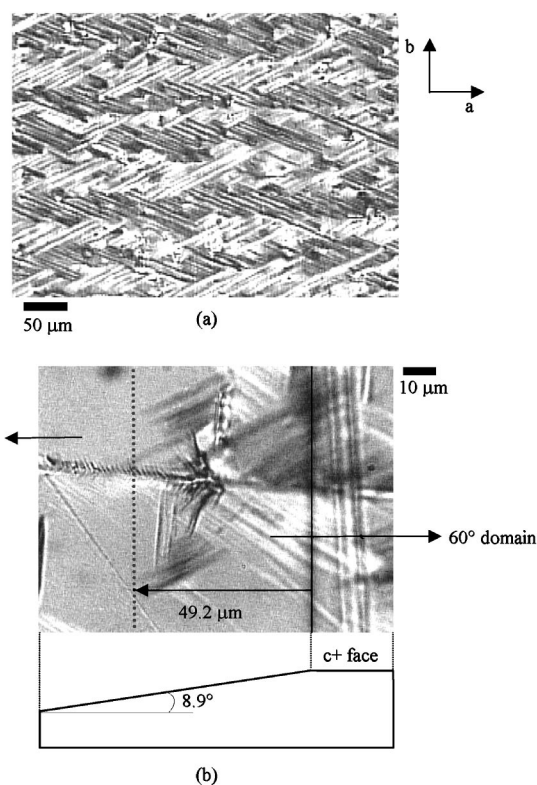 b
a
50 μm
(a)
10 μm
60° domain
49.2 μm
c+ face
8.9°
(b)